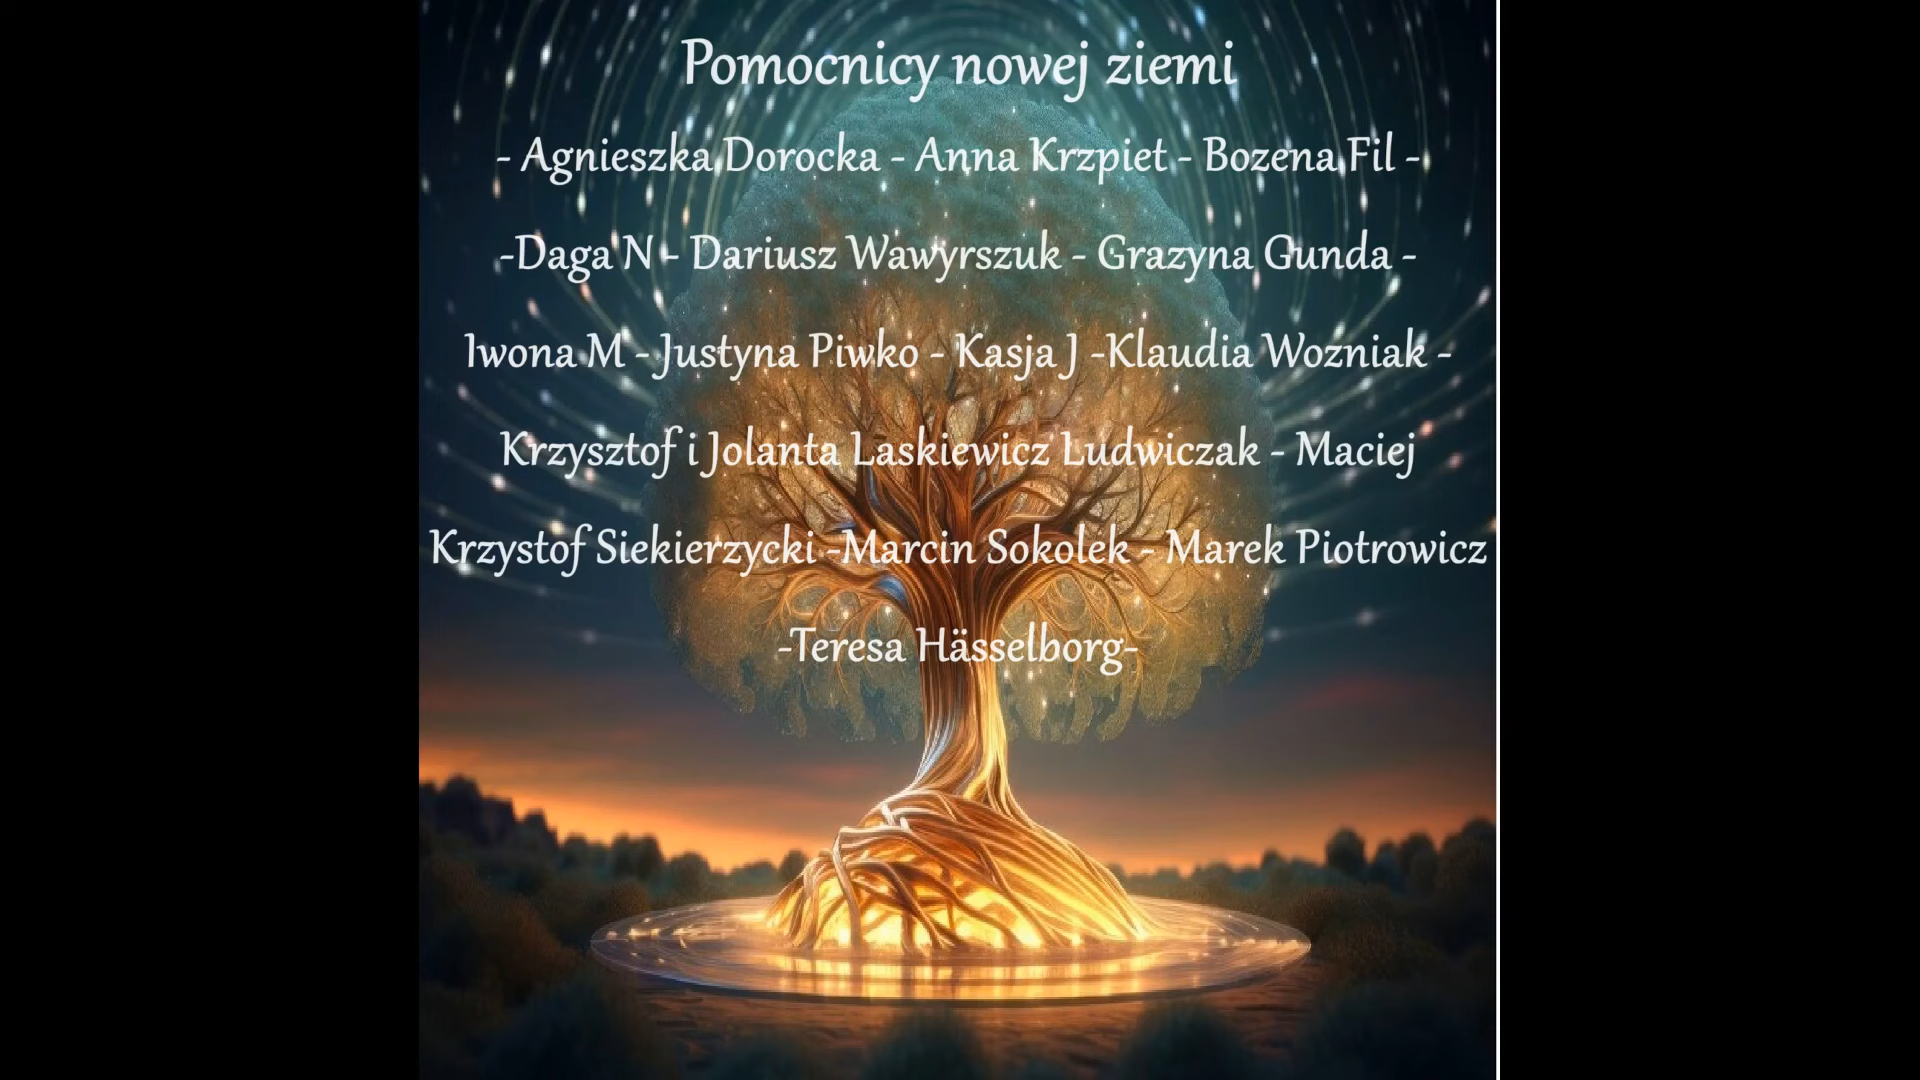 Pomocnicy nowej ziemi
- Agnieszka Dorocka - Anna Krzpiet - Bozena Fil -
-Daga N - Dariusz Wawyrszuk - Grazyna Gunda -
Iwona M - Justyna Piwko - Kasja J -Klaudia Wozniak -
Krzysztof i Jolanta Laskiewicz Ludwiczak - Maciej
Krzystof Siekierzycki -Marcin Sokolek - Marek Piotrowicz
-Teresa Hässelborg-